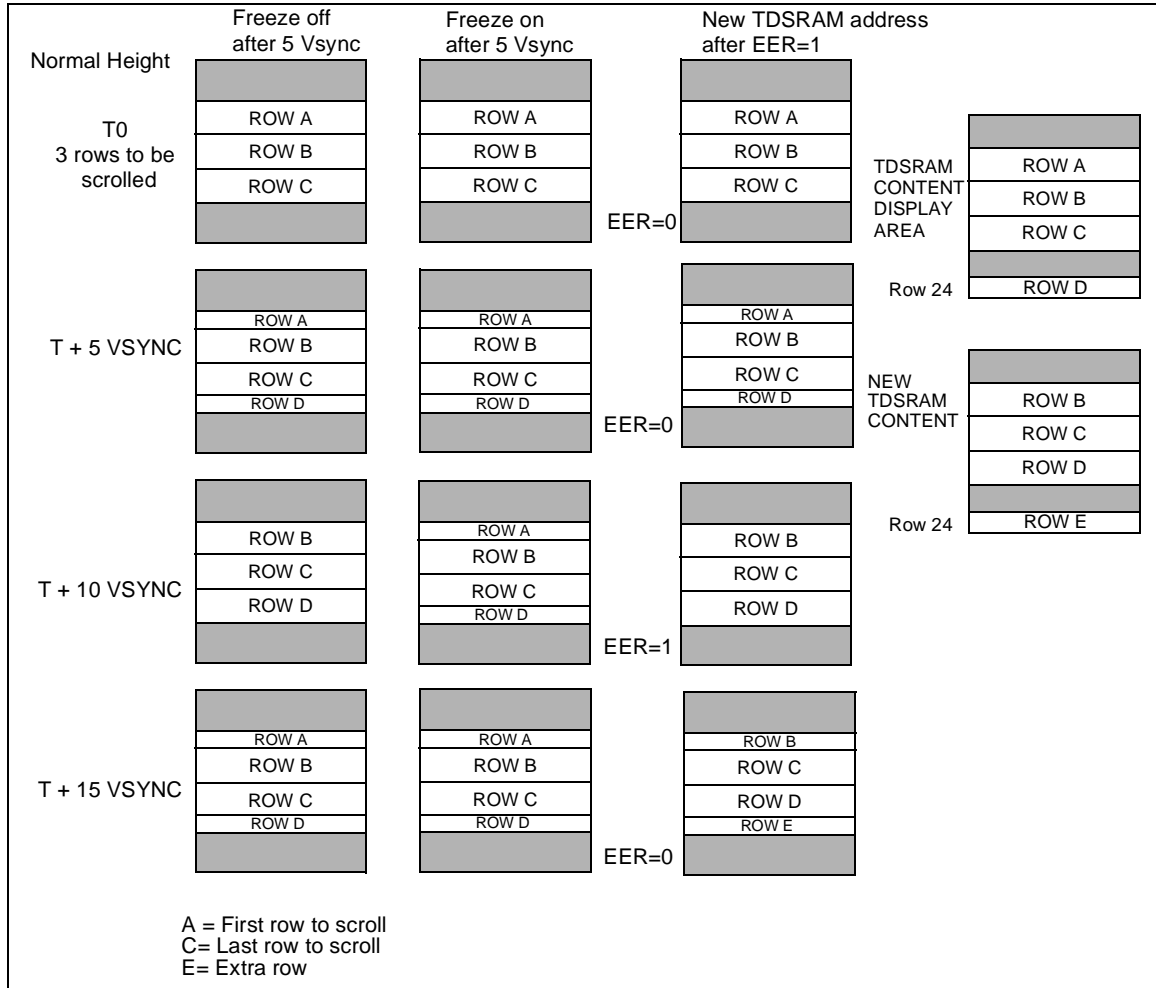 Freeze off
after 5 Vsync
Freeze on
after 5 Vsync
New TDSRAM address
after EER=1
Normal Height
T0
3 rows to be
scrolled
ROW A
ROW B
ROW C
ROW A
ROW B
ROW C
EER=0
ROW A
ROW B
ROW C
TDSRAM
CONTENT
DISPLAY
AREA
Row 24
ROW A
ROW B
ROW C
ROW D
T + 5 VSYNC
ROW A
ROW B
ROW C
ROW D
ROW A
ROW B
ROW C
ROW D
EER=0
ROW A
ROW B
ROW C
ROW D
NEW
TDSRAM
CONTENT
Row 24
ROW B
ROW C
ROW D
ROW E
T + 10 VSYNC
ROW B
ROW C
ROW D
ROW A
ROW B
ROW C
ROW D
EER=1
ROW B
ROW C
ROW D
T + 15 VSYNC
ROW A
ROW B
ROW C
ROW D
ROW A
ROW B
ROW C
ROW D
EER=0
ROW B
ROW C
ROW D
ROW E
A = First row to scroll
C= Last row to scroll
E= Extra row